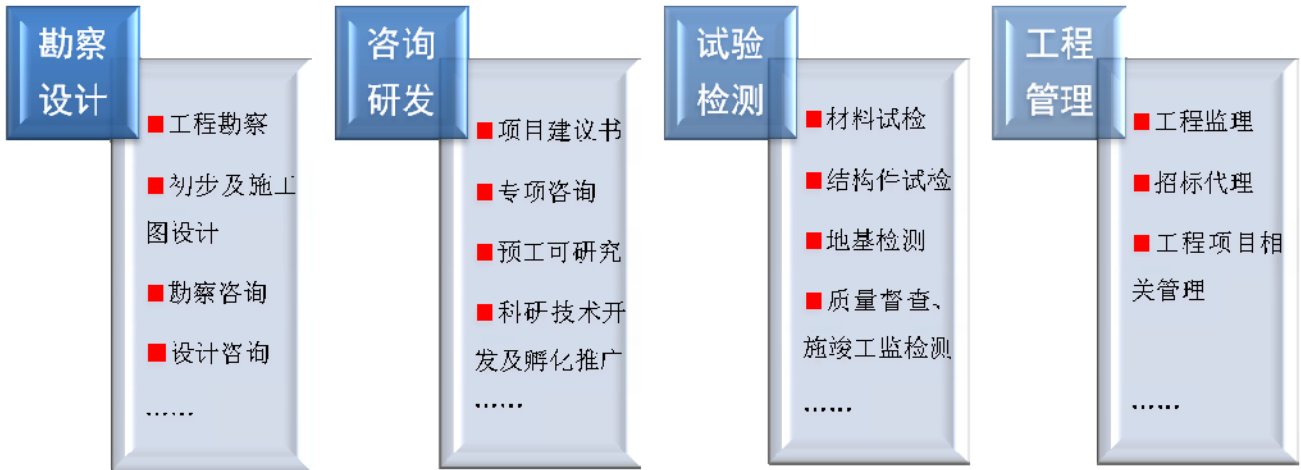 勘察
设计
■工程勘察
■初步及施工
图设计
■勘察咨询
■设计咨询
……
咨询
研发
■项目建议书
■专项咨询
■预工可研究
■科研技术开
发及孵化推广
……
试验
检测
■材料试检
■结构件试检
■地基检测
■质量督查、
施竣工监检测
……
工程
管理
■工程监理
■招标代理
■工程项目相
关管理
……